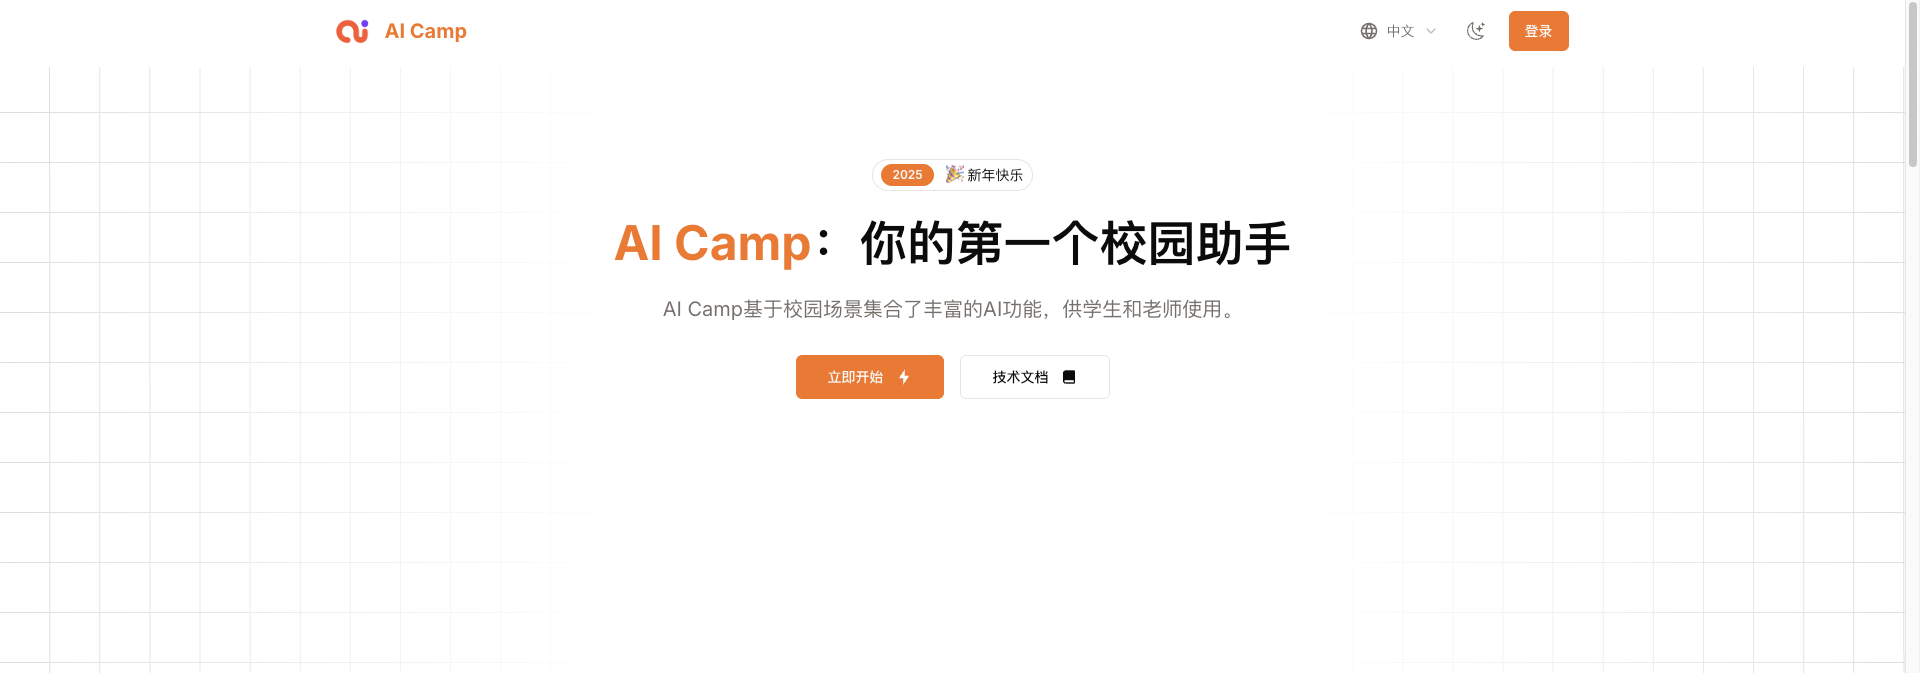 AI Camp
中文
登录
2025 🎉 新年快乐
AI Camp：你的第一个校园助手
AI Camp基于校园场景集合了丰富的AI功能，供学生和老师使用。
立即开始
技术文档